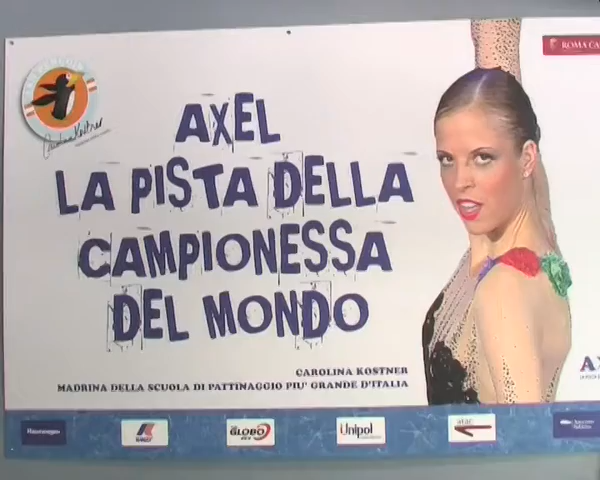 ROMA CA
AXEL
LA PISTA DELLA
CAMPIONESSA
DEL MONDO
CAROLINA KOSTNER
MADRINA DELLA SCUOLA DI PATTINAGGIO PIU' GRANDE D'ITALIA
GLOBO
Unipol
atac